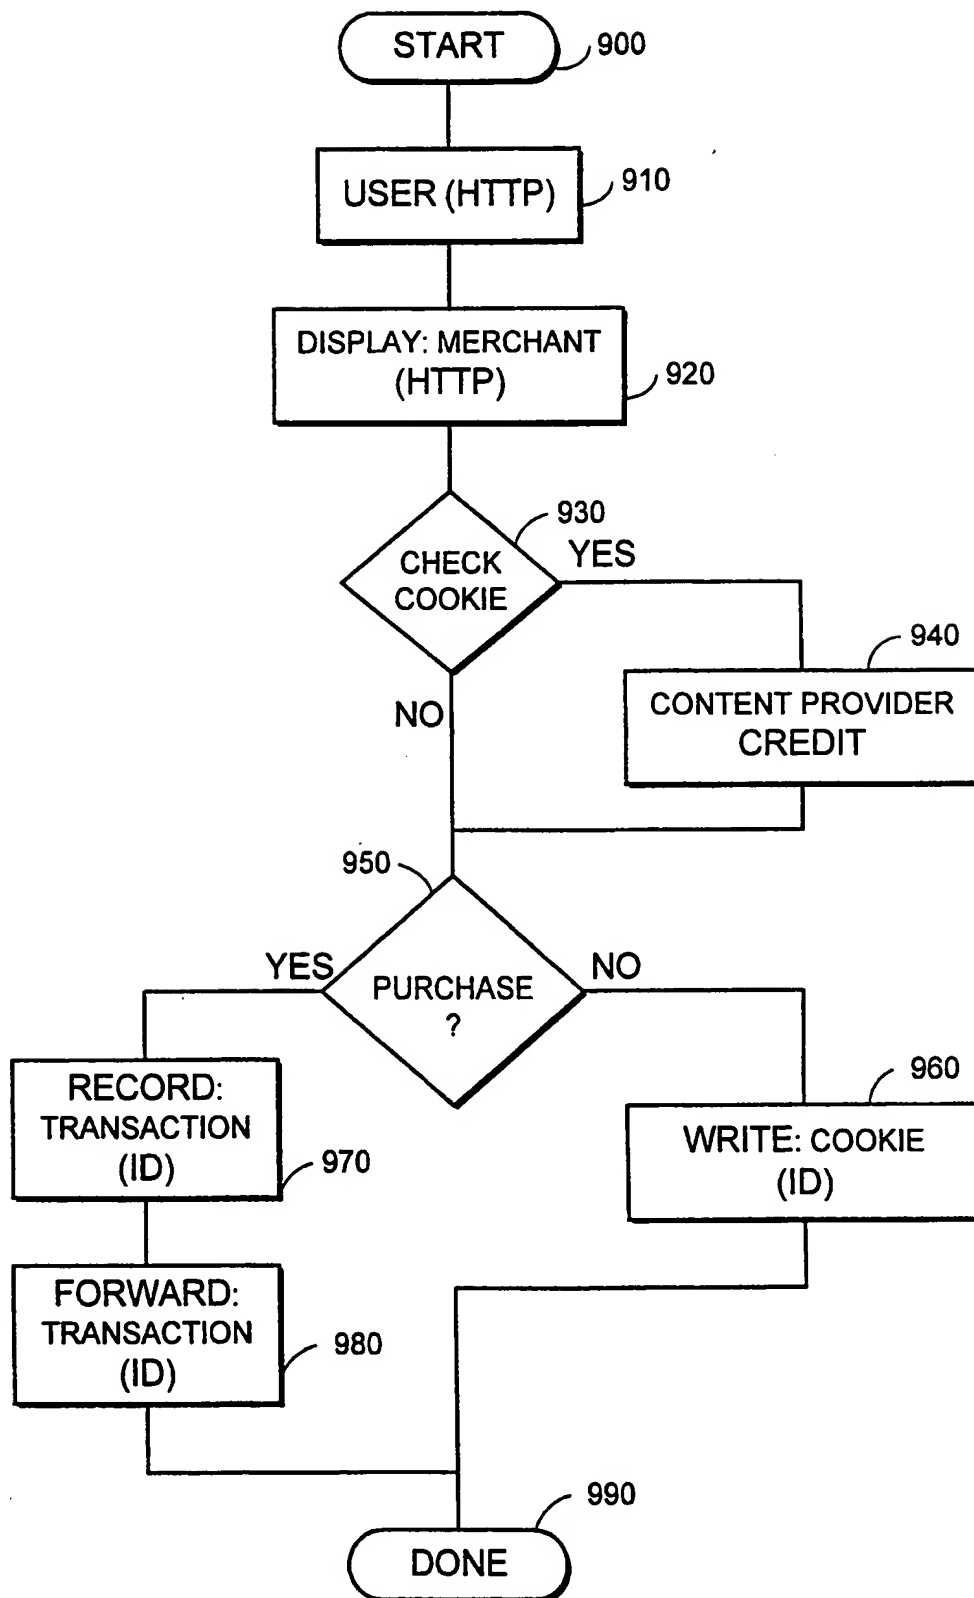 START
900
USER (HTTP)
910
DISPLAY: MERCHANT
(HTTP)
920
930
CHECK
COOKIE
YES
NO
940
CONTENT PROVIDER
CREDIT
950
YES
PURCHASE
?
NO
RECORD:
TRANSACTION
(ID)
970
960
WRITE: COOKIE
(ID)
FORWARD:
TRANSACTION
(ID)
980
990
DONE